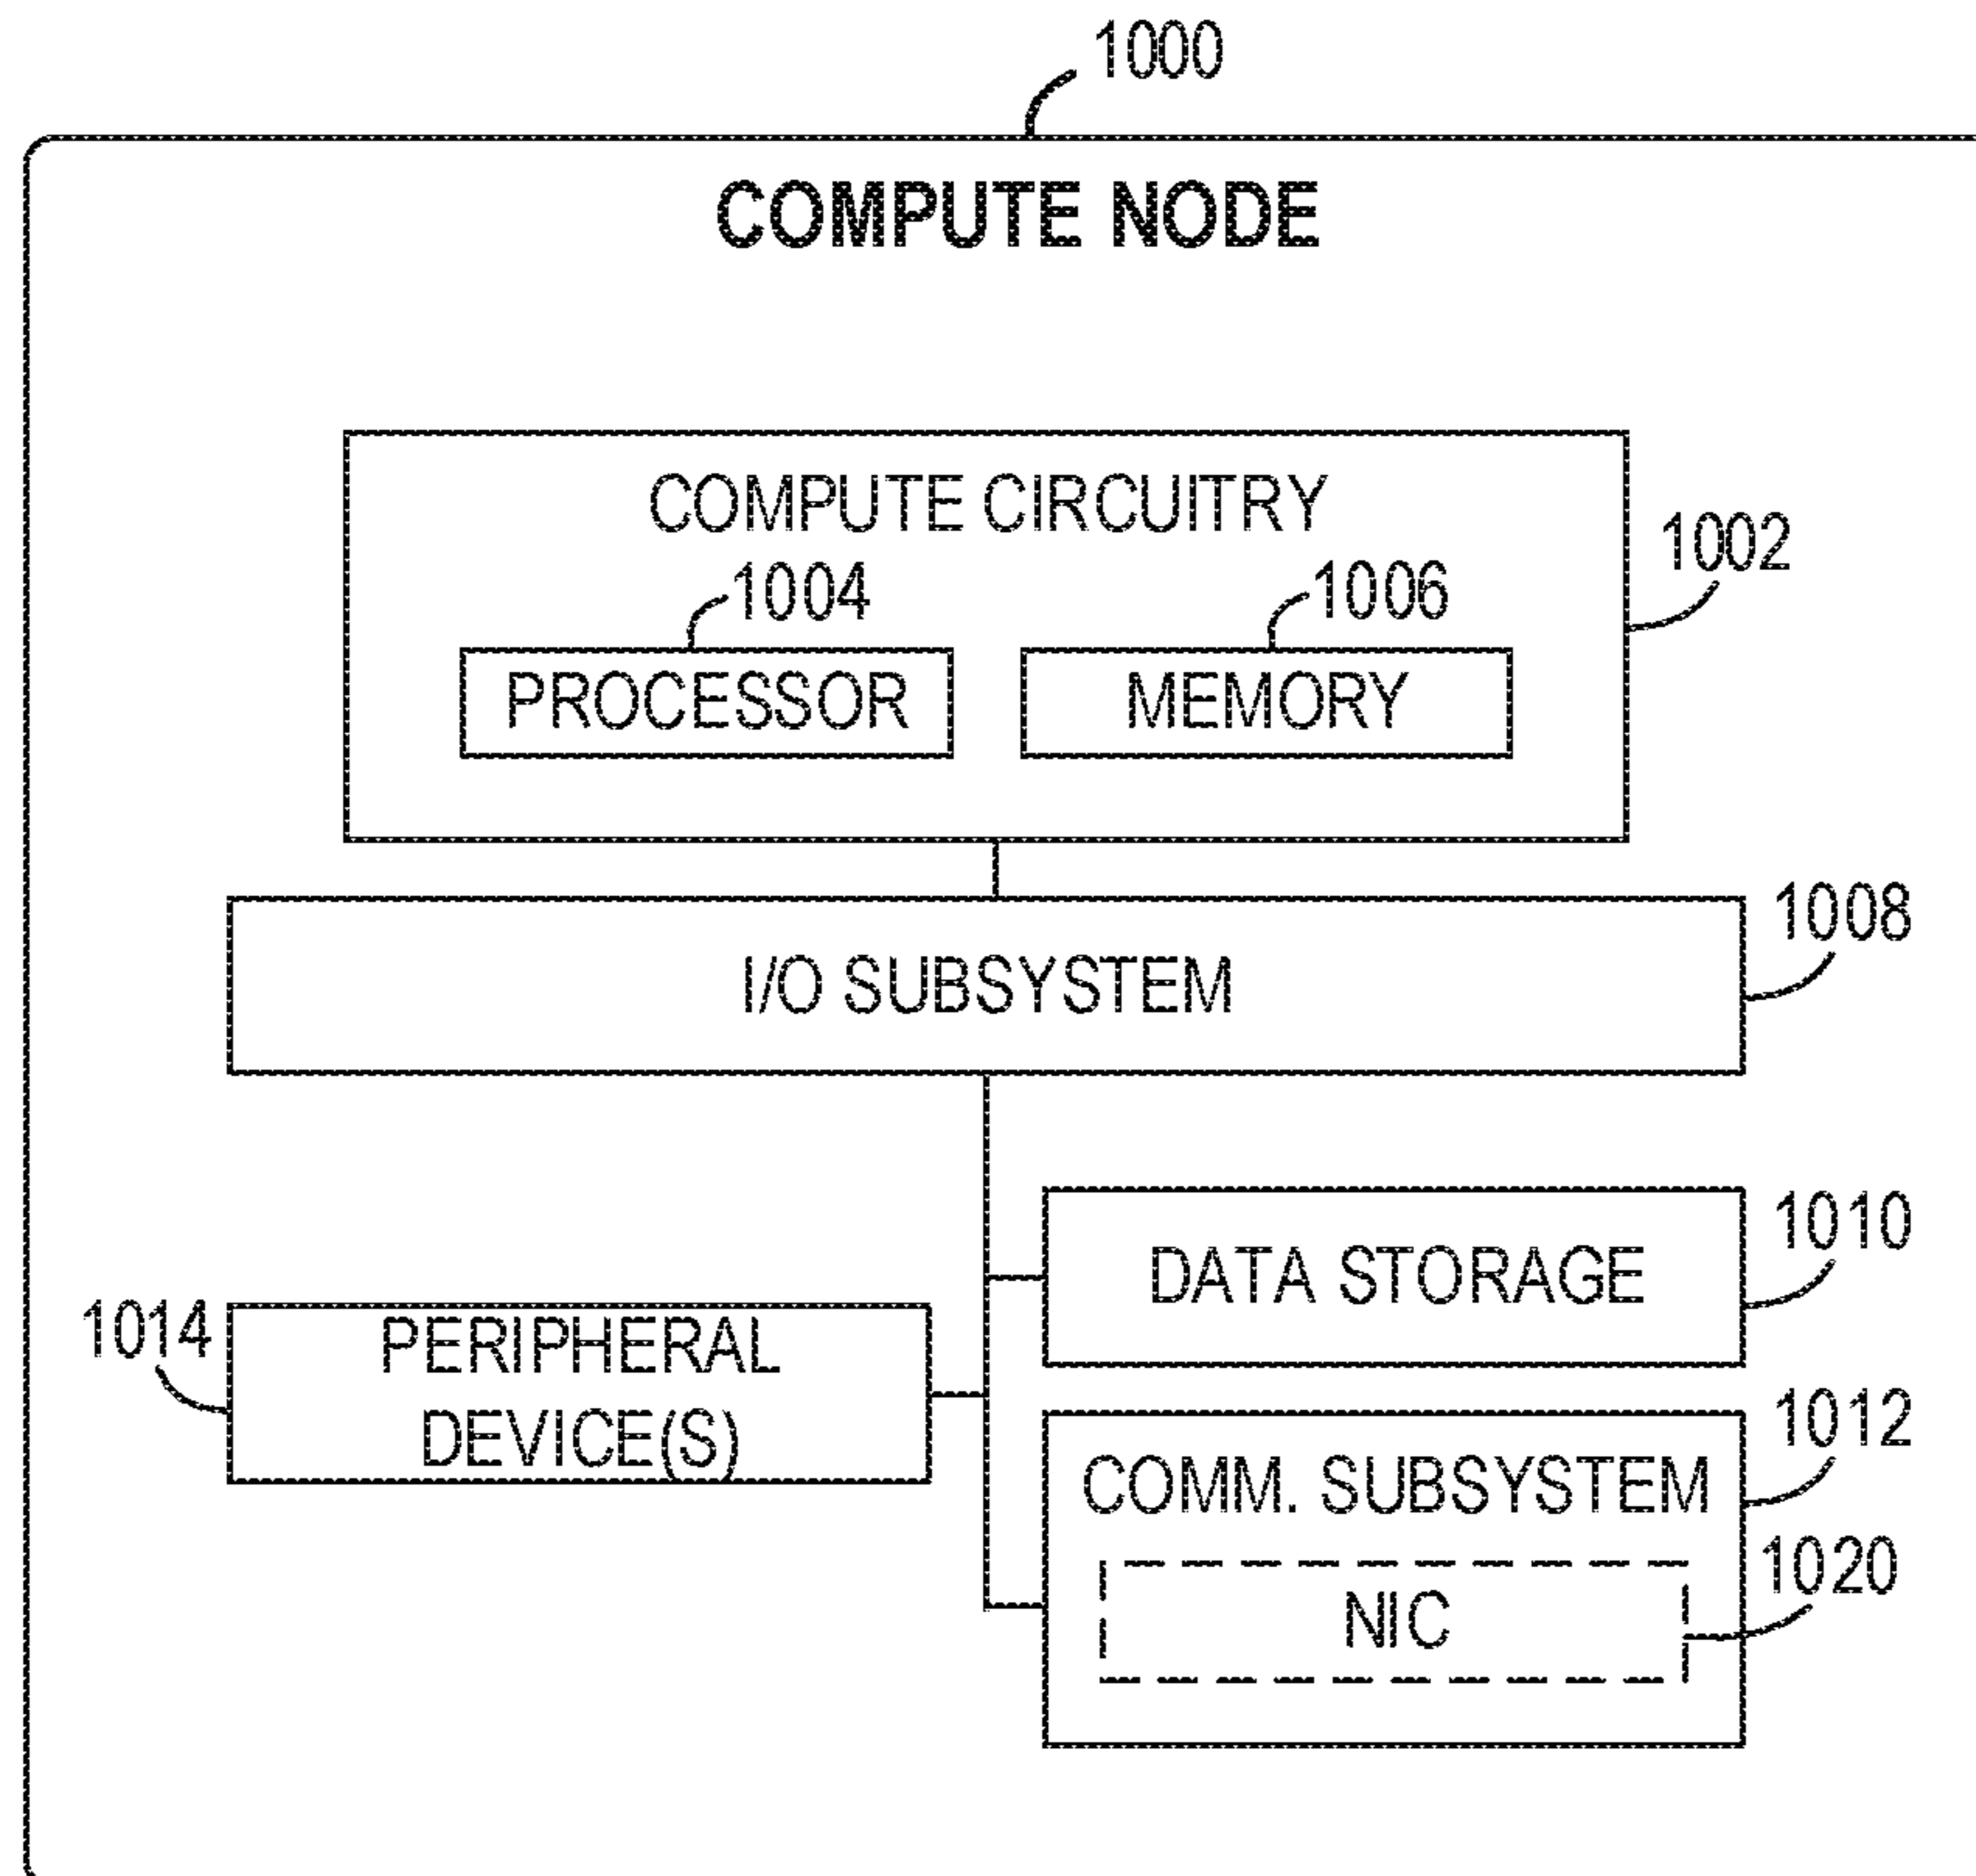 1000
COMPUTE NODE
COMPUTE CIRCUITRY
1002
1004
1006
PROCESSOR
MEMORY
1008
I/O SUBSYSTEM
1010
DATA STORAGE
1014
PERIPHERAL
DEVICE(S)
1012
COMM. SUBSYSTEM
1020
NIC